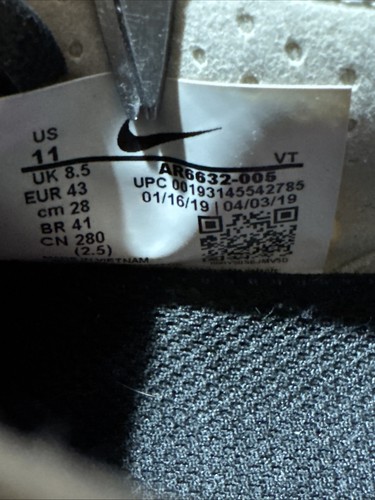 US
11
VT
UK 8.5
AR6632-005
EUR 43
UPC 00193145542785
cm 28
01/16/19 | 04/03/19
BR 41
CN 280
(2.5)